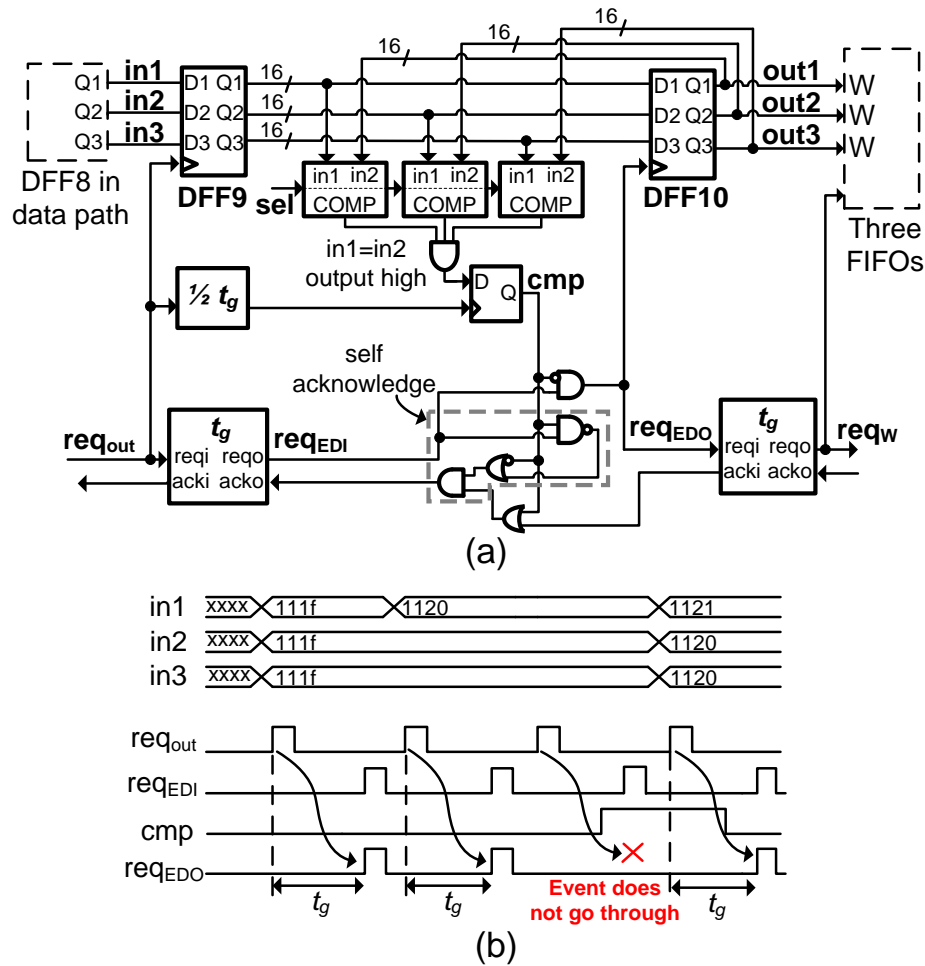 16 16 16
Q1 in1 D1 Q1 16 D1 Q1 out1 W
Q2 in2 D2 Q2 16 D2 Q2 out2 W
Q3 in3 D3 Q3 16 D3 Q3 out3 W
DFF8 in
data path
DFF9
sel
in1 in2 in1 in2 in1 in2
COMP COMP COMP
DFF10
Three
FIFOs
in1=in2
output high
D Q cmp
½ tg
self
acknowledge
reqout tg reqEDI reqEDO tg reqW
reqi reqo reqi reqo
acki acko acki acko
(a)
in1 xxxx 111f 1120 1121
in2 xxxx 111f 1120
in3 xxxx 111f 1120
reqout
reqEDI
cmp
reqEDO
tg tg Event does tg
not go through
(b)